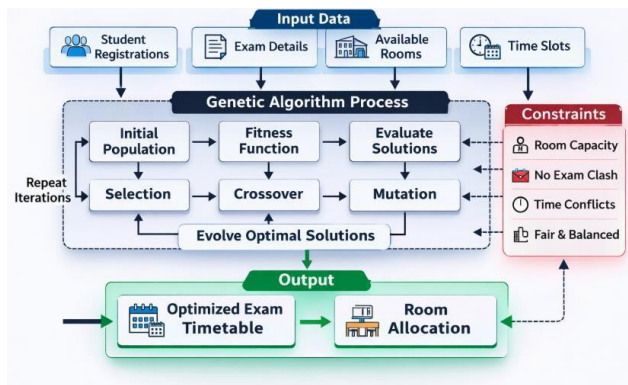 Input Data
Student
Registrations
Exam Details
Available
Rooms
Time Slots
Genetic Algorithm Process
Initial
Population
Fitness
Function
Evaluate
Solutions
Repeat
Iterations
Selection
Crossover
Mutation
Evolve Optimal Solutions
Constraints
Room Capacity
No Exam Clash
Time Conflicts
Fair & Balanced
Output
Optimized Exam
Timetable
Room
Allocation